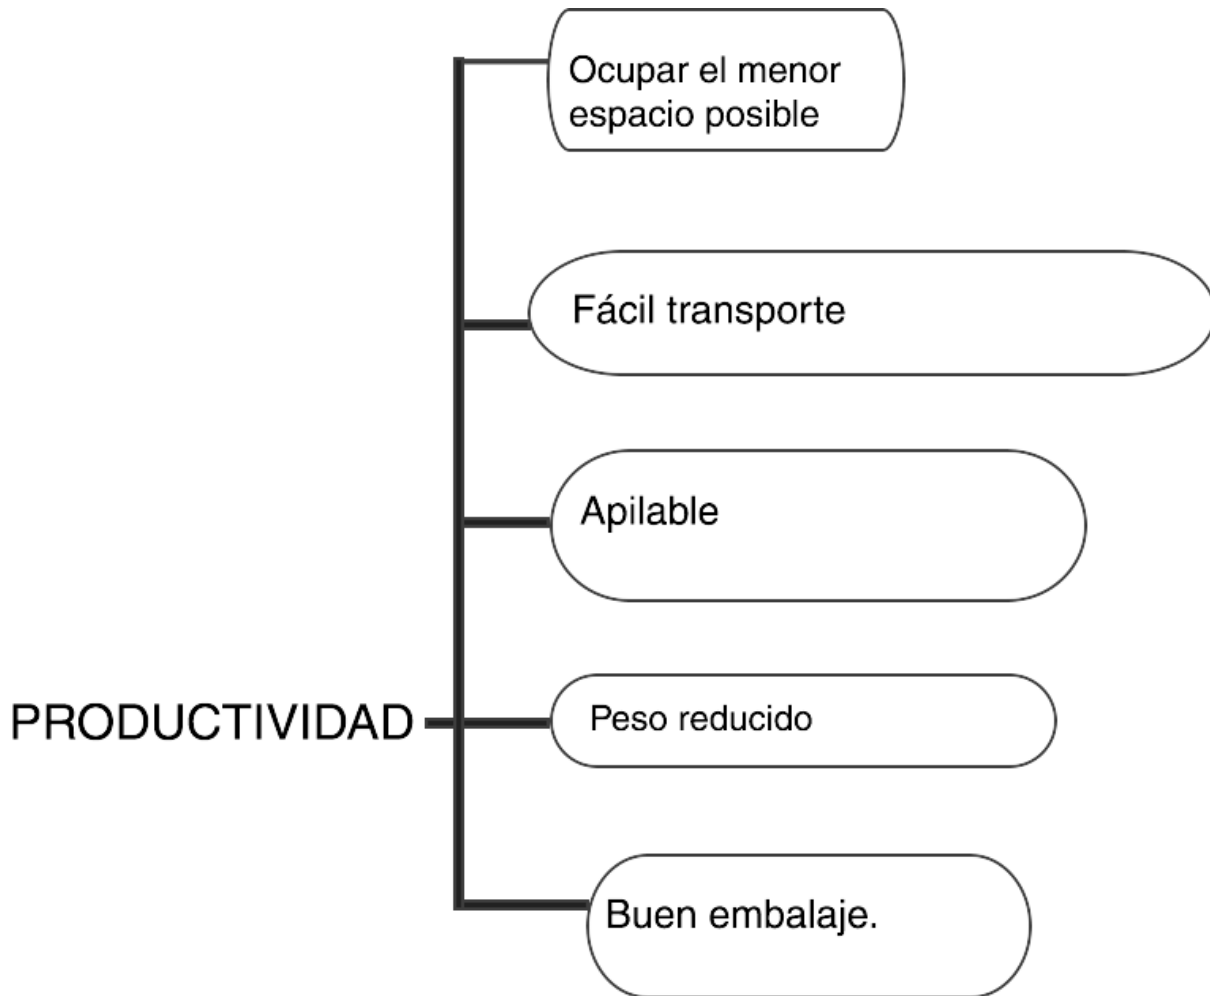 Ocupar el menor
espacio posible
Fácil transporte
Apilable
PRODUCTIVIDAD
Peso reducido
Buen embalaje.